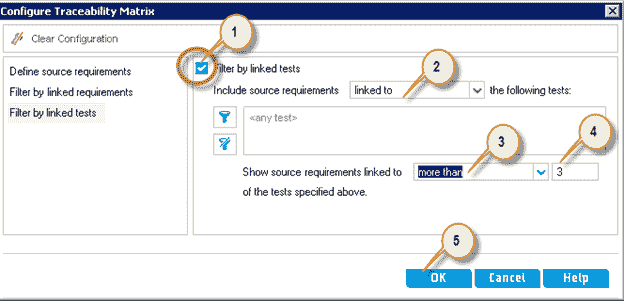 Configure Traceability Matrix
Clear Configuration
1
Define source requirements
Filter by linked requirements
Filter by linked tests
Filter by linked tests
2
Include source requirements linked to the following tests:
<any test>
3
4
Show source requirements linked to more than 3
of the tests specified above.
5
OK Cancel Help